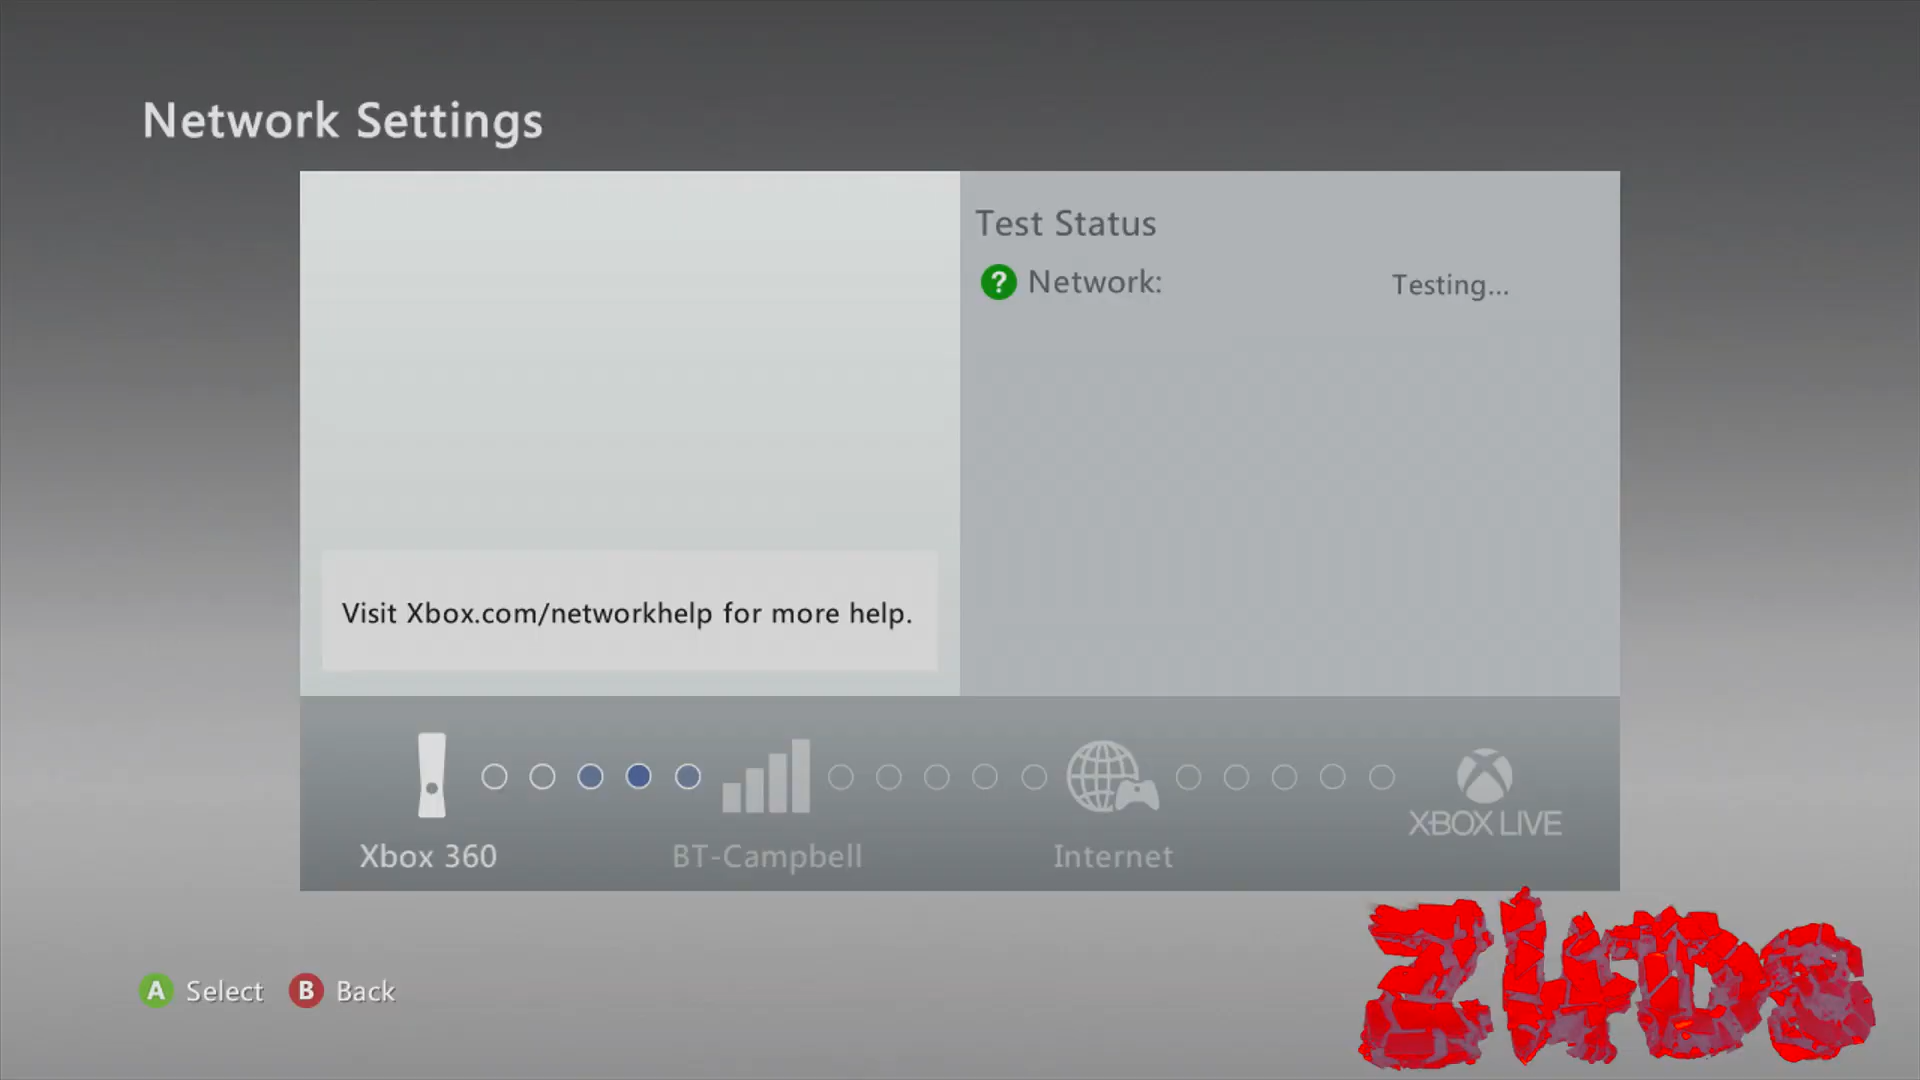 Network Settings
Test Status
? Network: Testing...
Visit Xbox.com/networkhelp for more help.
XBOX LIVE
Xbox 360 BT-Campbell Internet
A Select B Back